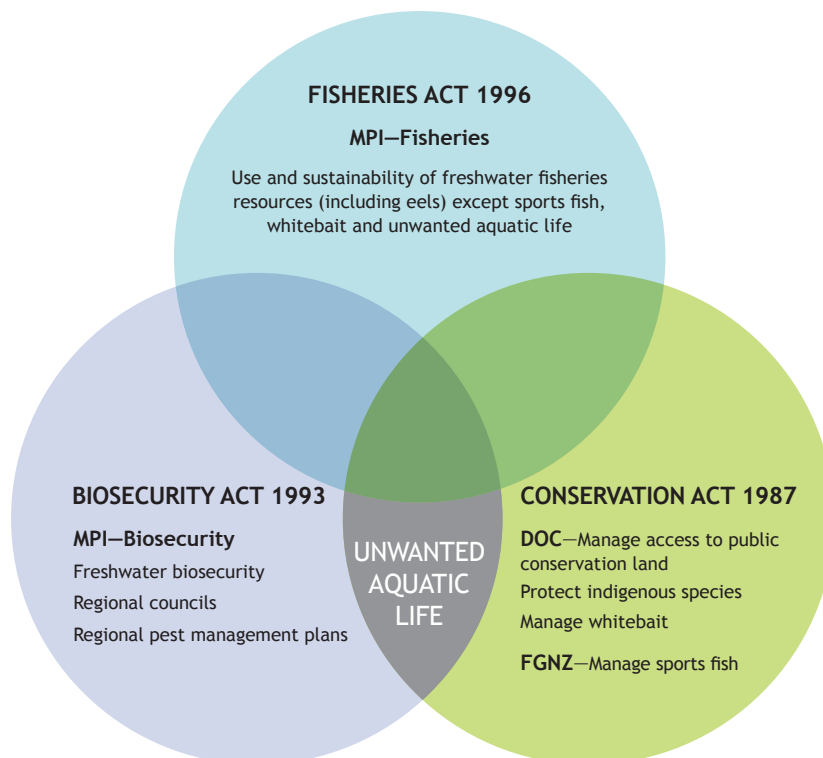 FISHERIES ACT 1996
MPI—Fisheries
Use and sustainability of freshwater fisheries
resources (including eels) except sports fish,
whitebait and unwanted aquatic life
BIOSECURITY ACT 1993
MPI—Biosecurity
Freshwater biosecurity
Regional councils
Regional pest management plans
UNWANTED
AQUATIC
LIFE
CONSERVATION ACT 1987
DOC—Manage access to public
conservation land
Protect indigenous species
Manage whitebait
FGNZ—Manage sports fish